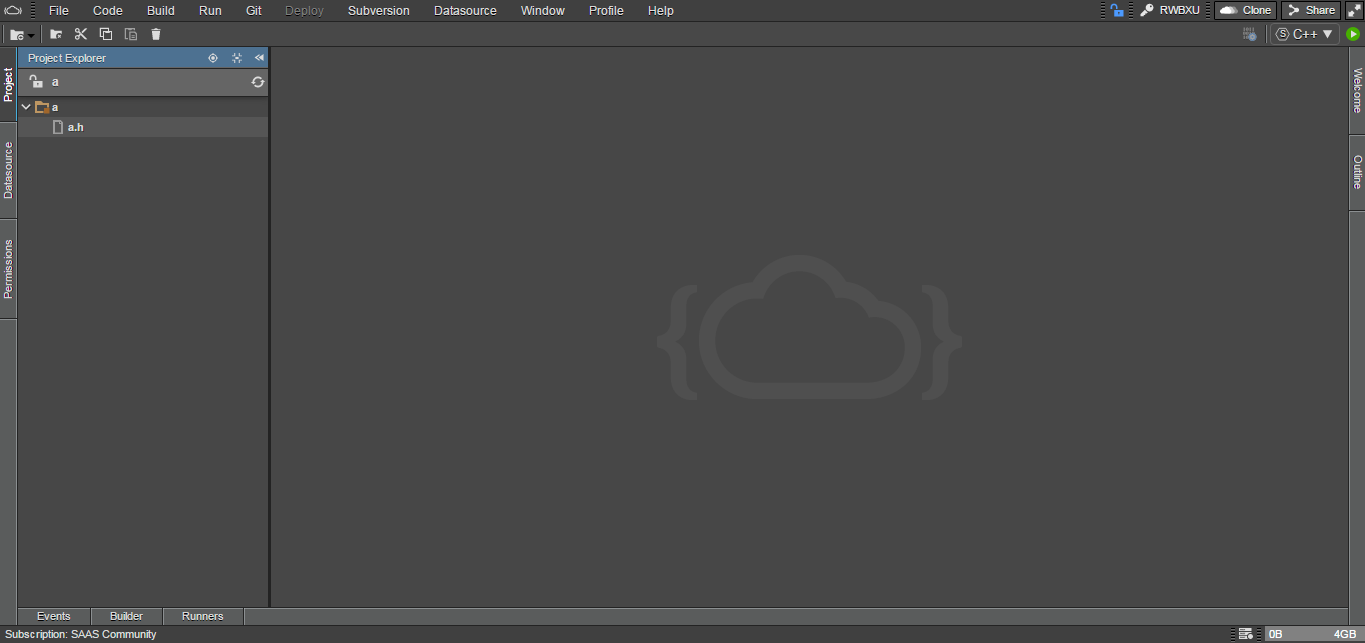 File Code Build Run Git Deploy Subversion Datasource Window Profile Help RWBXU Clone Share
S C++
Project Explorer
a
a
a.h
Project
Datasource
Permissions
Welcome
Outline
Events Builder Runners
Subscription: SAAS Community 0B 4GB